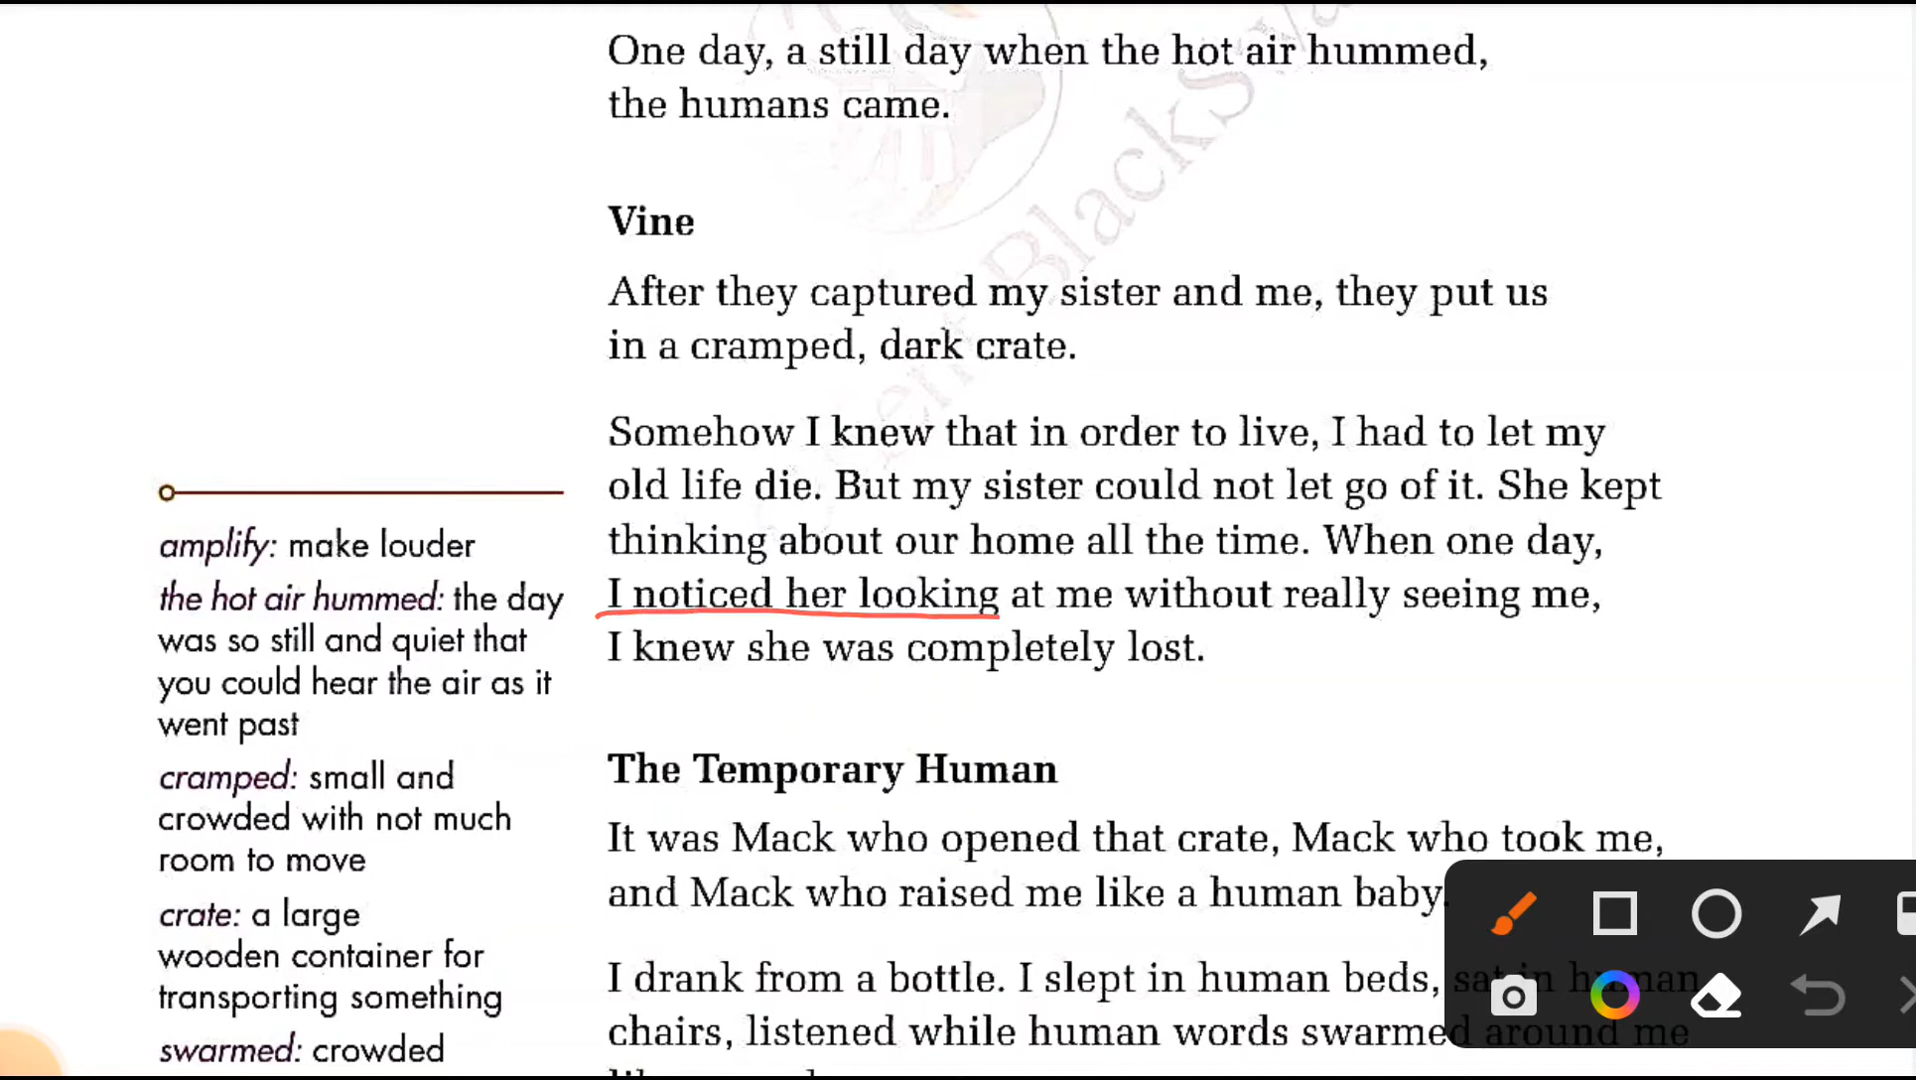 One day, a still day when the hot air hummed,
the humans came.
Vine
After they captured my sister and me, they put us
in a cramped, dark crate.
Somehow I knew that in order to live, I had to let my
old life die. But my sister could not let go of it. She kept
thinking about our home all the time. When one day,
I noticed her looking at me without really seeing me,
I knew she was completely lost.
The Temporary Human
It was Mack who opened that crate, Mack who took me,
and Mack who raised me like a human baby.
I drank from a bottle. I slept in human beds, sat in human
chairs, listened while human words swarmed around me
amplify: make louder
the hot air hummed: the day
was so still and quiet that
you could hear the air as it
went past
cramped: small and
crowded with not much
room to move
crate: a large
wooden container for
transporting something
swarmed: crowded